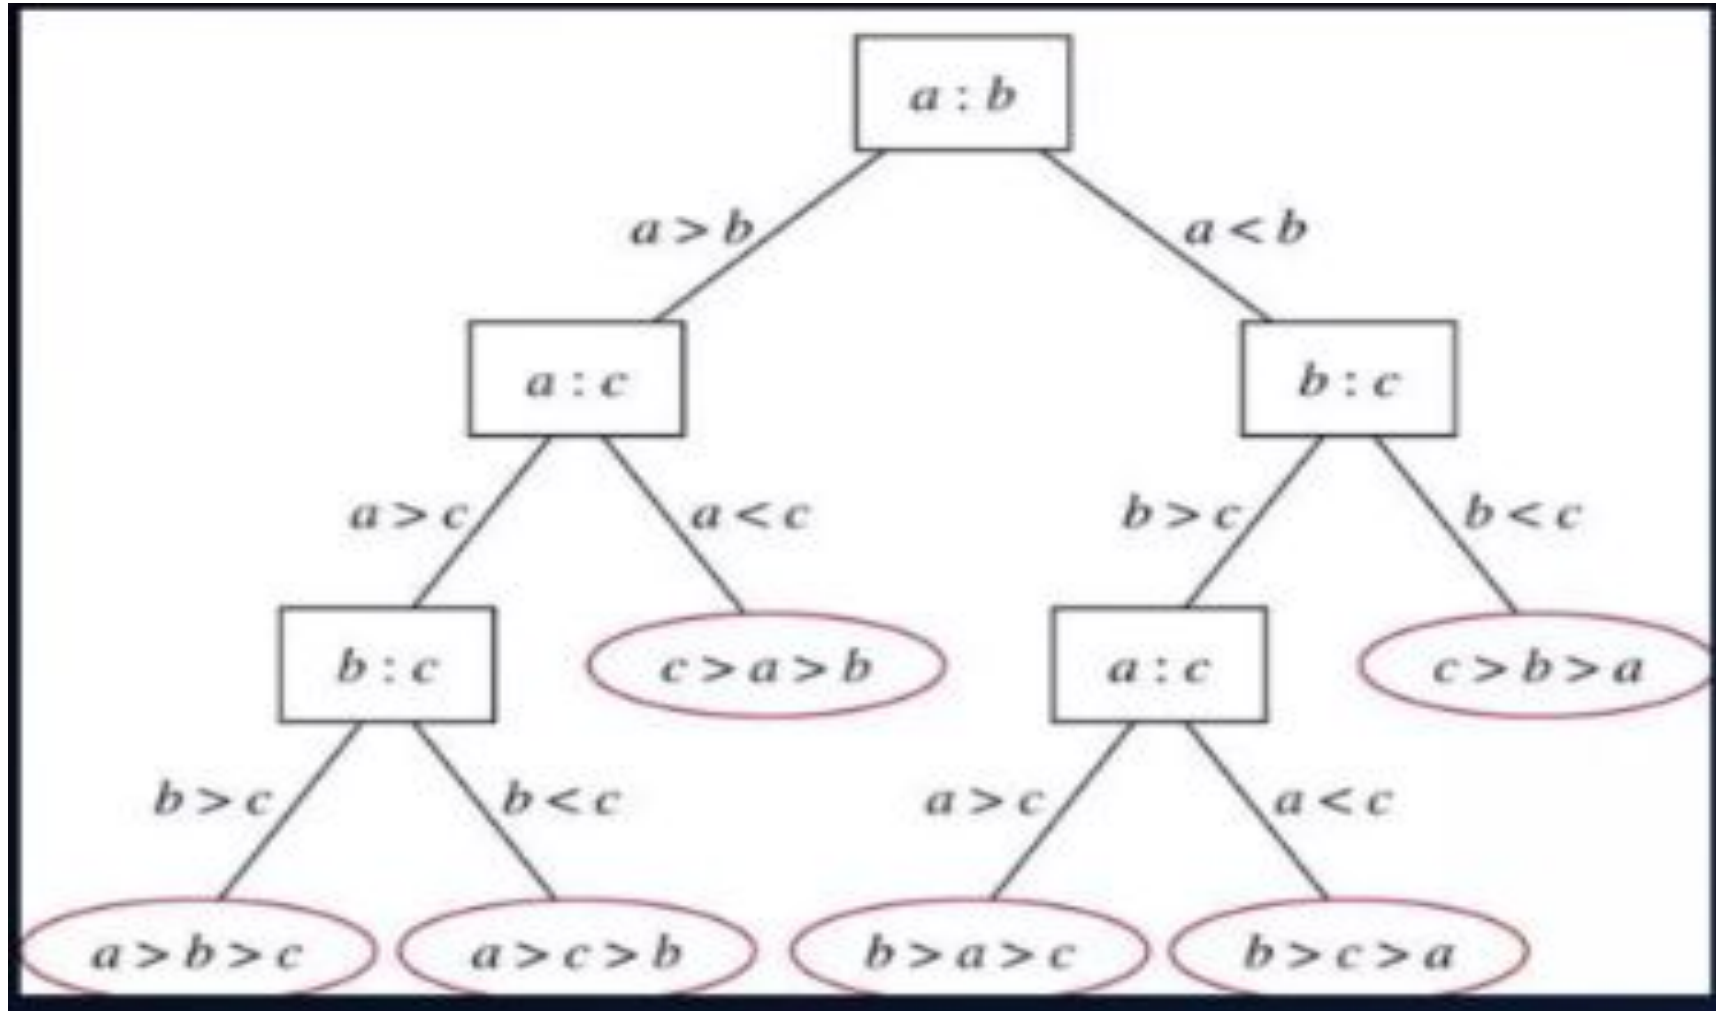 a : b
a > b
a < b
a : c
b : c
a > c
a < c
b > c
b < c
b : c
c > a > b
a : c
c > b > a
b > c
b < c
a > c
a < c
a > b > c
a > c > b
b > a > c
b > c > a